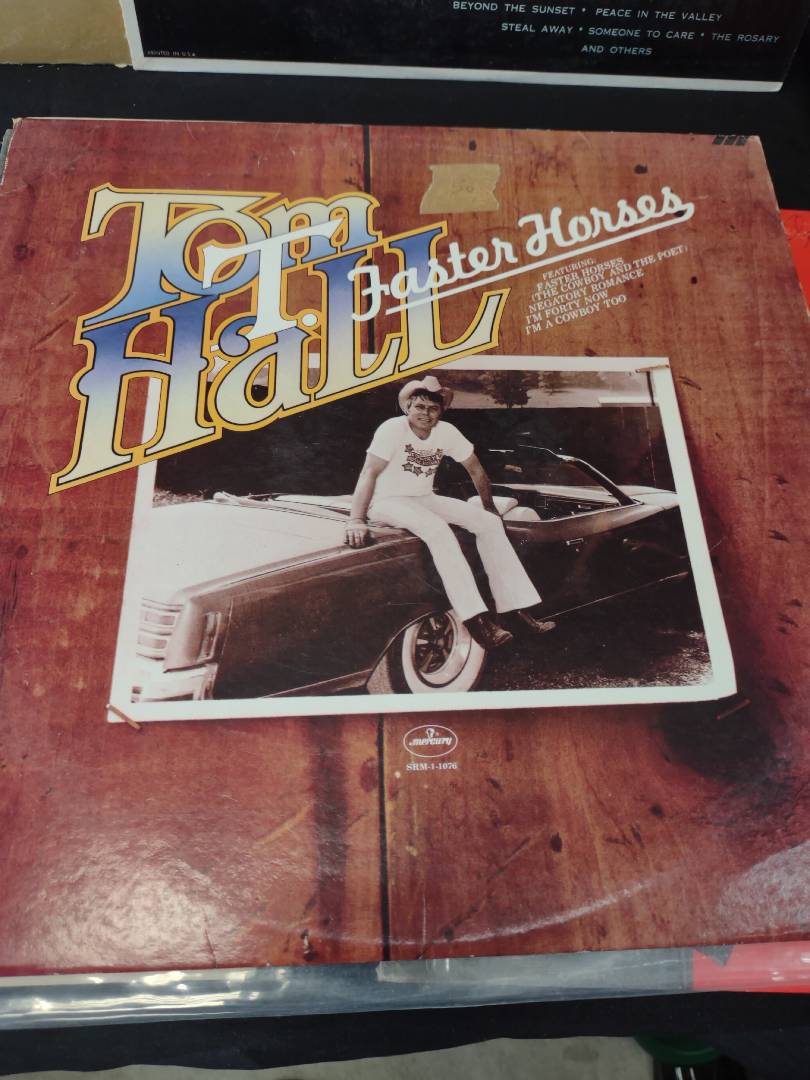 BEYOND THE SUNSET • PEACE IN THE VALLEY
STEAL AWAY • SOMEONE TO CARE • THE ROSARY
AND OTHERS
PRINTED IN U.S.A.
Tom
T.
Hall
Faster Horses
FEATURING:
FASTER HORSES
(THE COWBOY AND THE POET)
NEGATORY ROMANCE
I'M FORTY NOW
I'M A COWBOY TOO
mercury
SRM-1-1076